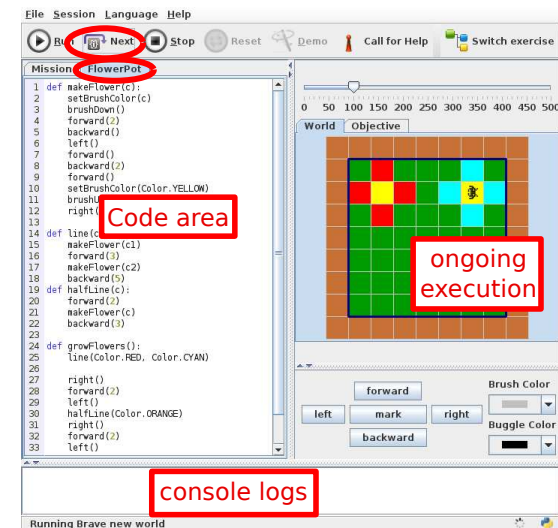 File Session Language Help
Run Next Stop Reset Demo Call for Help Switch exercise
Mission FlowerPot
1 def makeFlower(c):
2 setBrushColor(c)
3 brushDown()
4 forward(2)
5 backward()
6 left()
7 forward()
8 backward(2)
9 forward()
10 setBrushColor(Color.YELLOW)
11
12 right
13
14 def line(c
15 makeFlower(c1)
16 forward(3)
17 makeFlower(c2)
18 backward(5)
19 def halfLine(c):
20 forward(2)
21 makeFlower(c)
22 backward(3)
23
24 def growFlowers():
25 line(Color.RED, Color.CYAN)
26
27 right()
28 forward(2)
29 left()
30 halfLine(Color.ORANGE)
31 right()
32 forward(2)
33 left()
Code area
0 50 100 150 200 250 300 350 400 450 500
World Objective
ongoing
execution
forward
left mark right
backward
Brush Color
Buggle Color
console logs
Running Brave new world